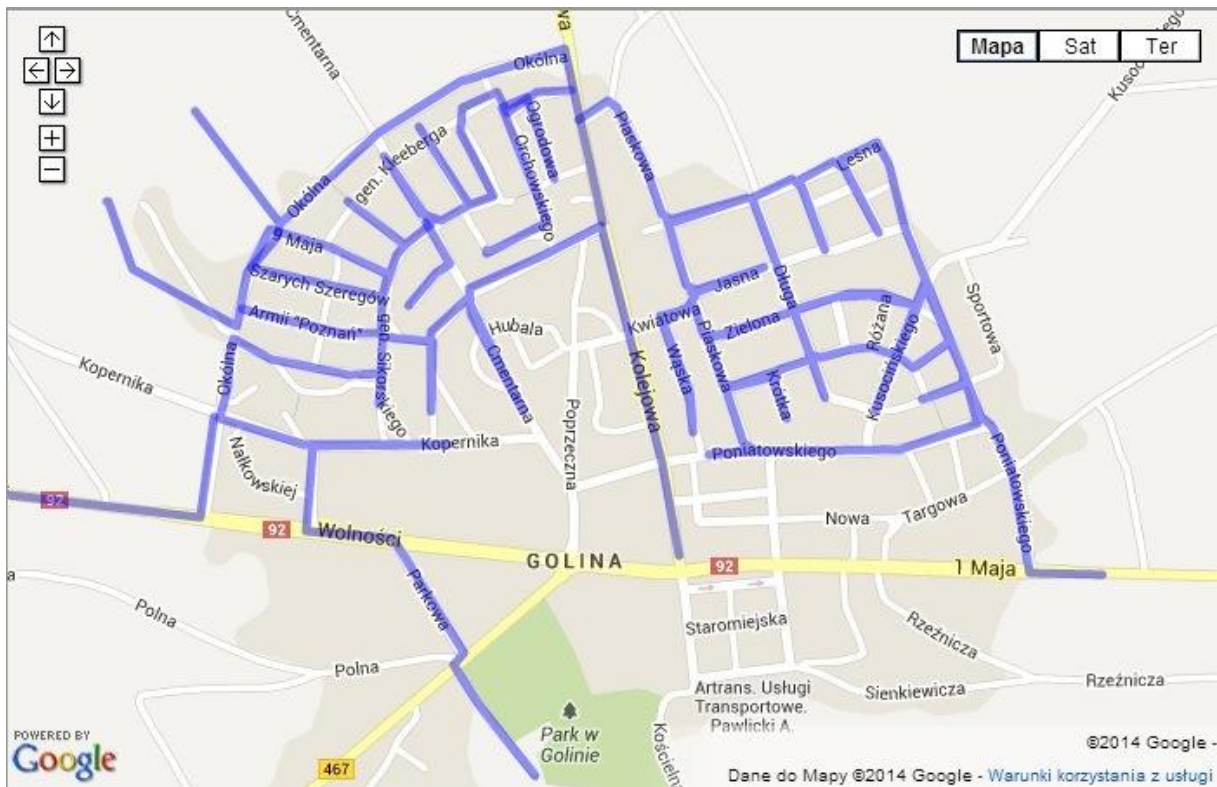 Mapa
Sat
Ter
Cmentarna
Okólna
Kusoc
Ogrodowa
Orchowskiego
gen. Kleeberga
Piaskowa
Leśna
Okólna
9 Maja
Szarych Szeregów
Armii "Poznań"
gen. Sikorskiego
Hubala
Cmentarna
Kwiatowa
Jasna
Długa
Zielona
Różana
Sportowa
Kopernika
Okólna
Wąska
Piaskowa
Krótka
Kusocińskiego
Kolejowa
Poprzeczna
Kopernika
Poniatowskiego
Poniatowskiego
Nałkowskiej
Targowa
92
92
Wolności
Nowa
GOLINA
92
1 Maja
Parkowa
Polna
Polna
Staromiejska
Rzeźnicza
Rzeźnicza
Sienkiewicza
Artrans. Usługi
Transportowe.
Pawlicki A.
Park w
Golinie
Kościeln
467
POWERED BY
Google
©2014 Google -
Dane do Mapy ©2014 Google - Warunki korzystania z usługi